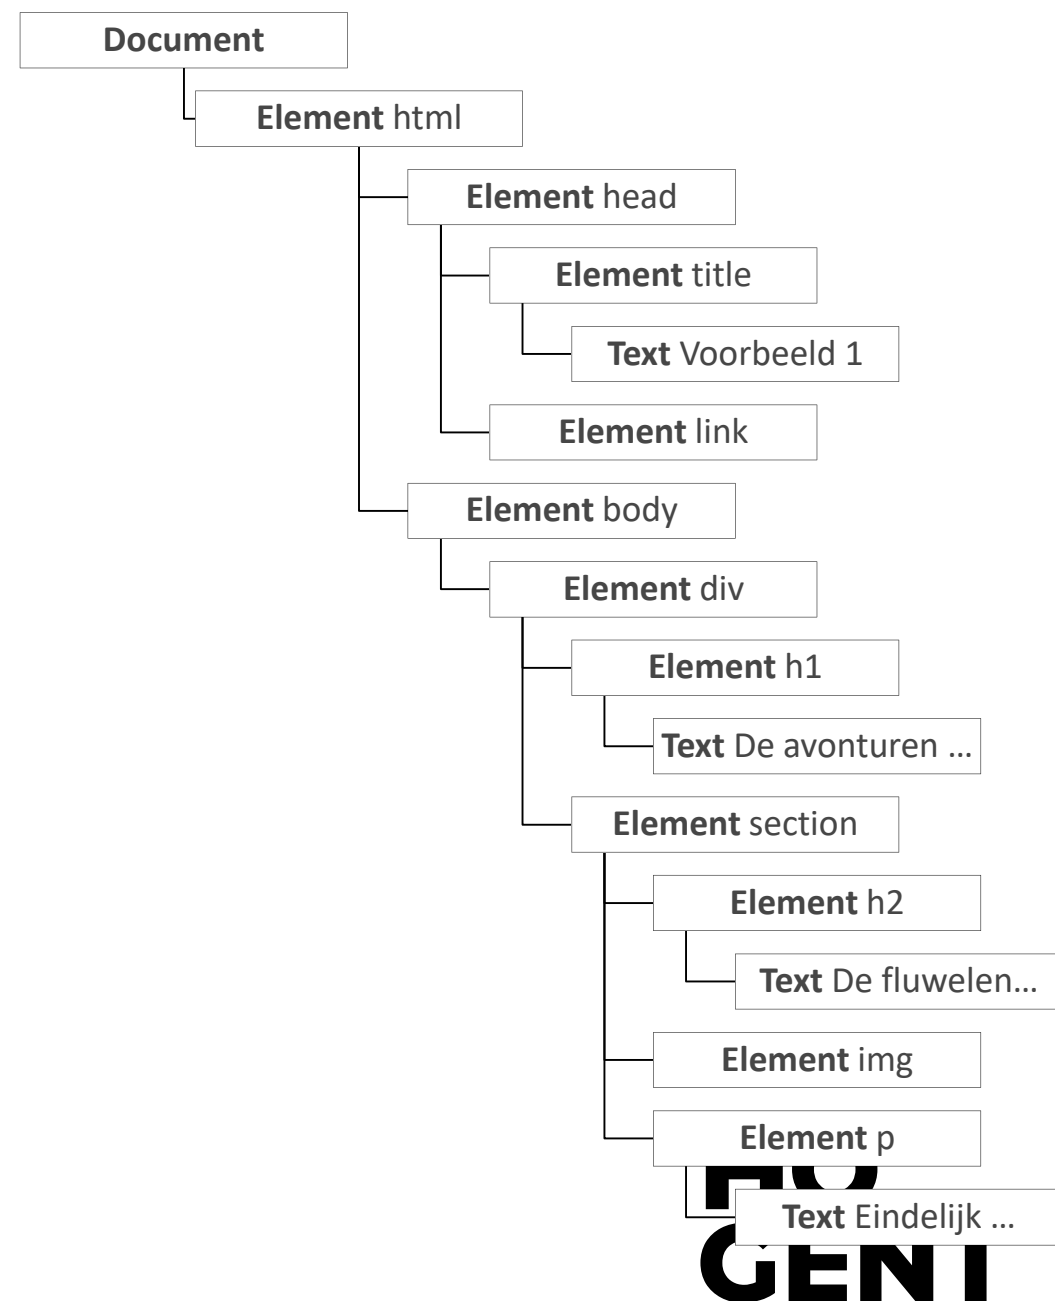 Document
Element html
Element head
Element title
Text Voorbeeld 1
Element link
Element body
Element div
Element h1
Text De avonturen ...
Element section
Element h2
Text De fluwelen...
Element img
Element p
HO
Text Eindelijk ...
GENT